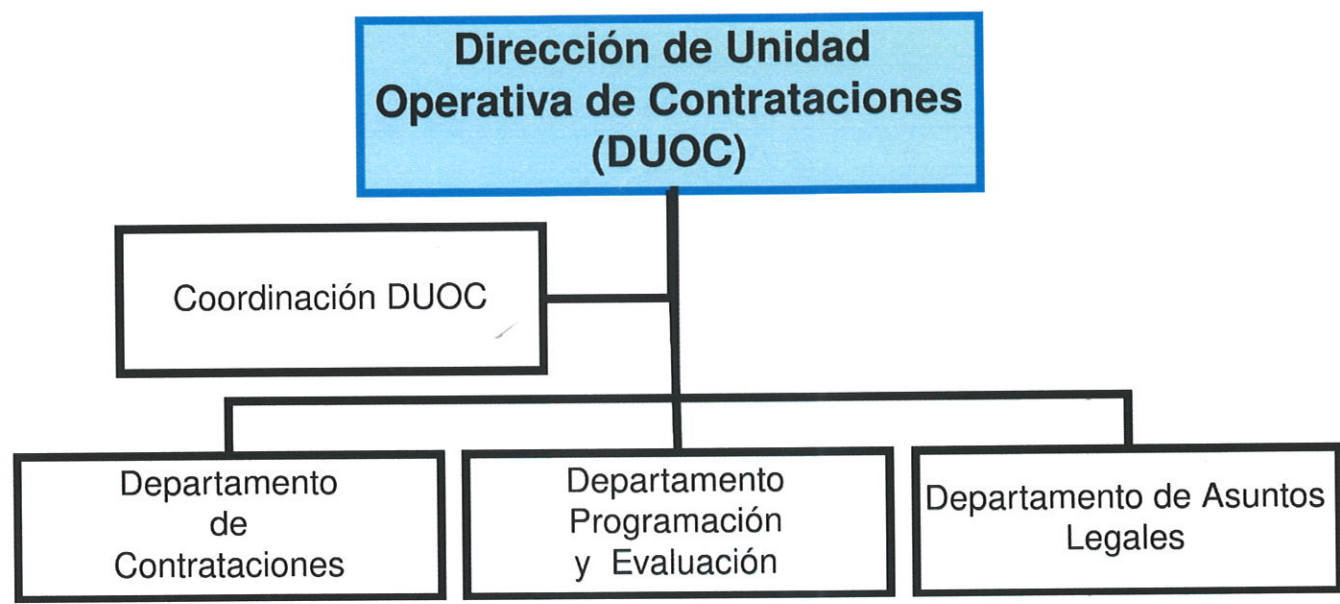 Dirección de Unidad
Operativa de Contrataciones
(DUOC)
Coordinación DUOC
Departamento
de
Contrataciones
Departamento
Programación
y Evaluación
Departamento de Asuntos
Legales